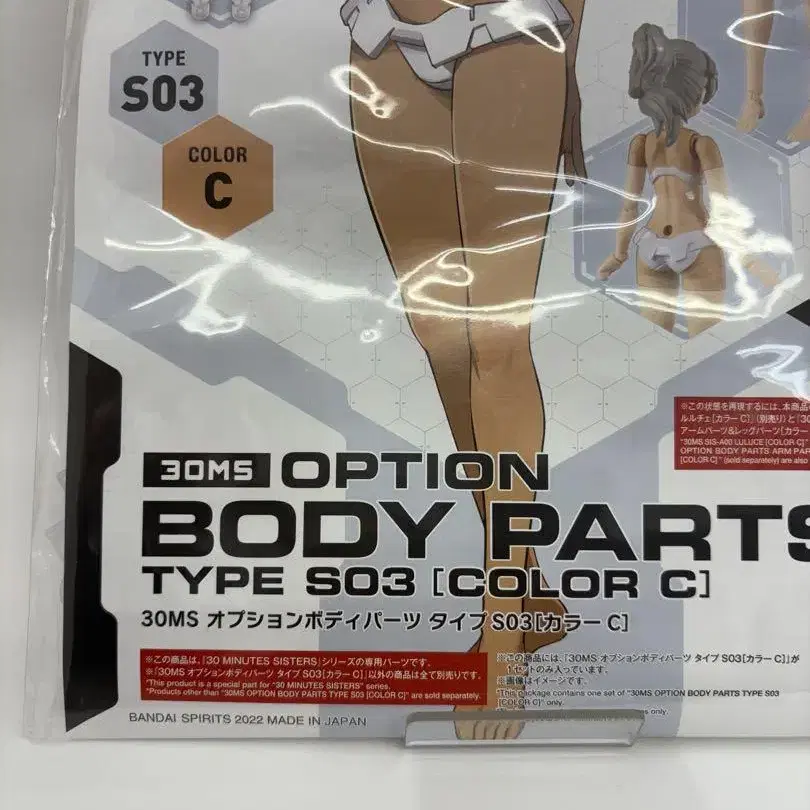 TYPE
S03
COLOR
C
※この状態を再現するには、本商品
ルルチェ[カラー C]」(別売り)と「30
アームパーツ&レッグパーツ[カラー
"30MS SIS-A00 LULUCE [COLOR C]"
OPTION BODY PARTS ARM PAR
[COLOR C]" (sold separately) are also
30MS OPTION
BODY PARTS
TYPE S03 [COLOR C]
30MS オプションボディパーツ タイプ S03[カラー C]
※この商品は、「30 MINUTES SISTERS」シリーズの専用パーツです。
※「30MS オプションボディパーツ タイプ S03[カラー C]」以外の商品は全て別売りです。
*This product is a special part for "30 MINUTES SISTERS" series.
*Products other than "30MS OPTION BODY PARTS TYPE S03 [COLOR C]" are sold separately.
※この商品には、「30MS オプションボディパーツ タイプ S03[カラー C]」が
1セットのみ入っています。
※画像はイメージです。
*This package contains one set of "30MS OPTION BODY PARTS TYPE S03
[COLOR C]" only.
s only.
BANDAI SPIRITS 2022 MADE IN JAPAN